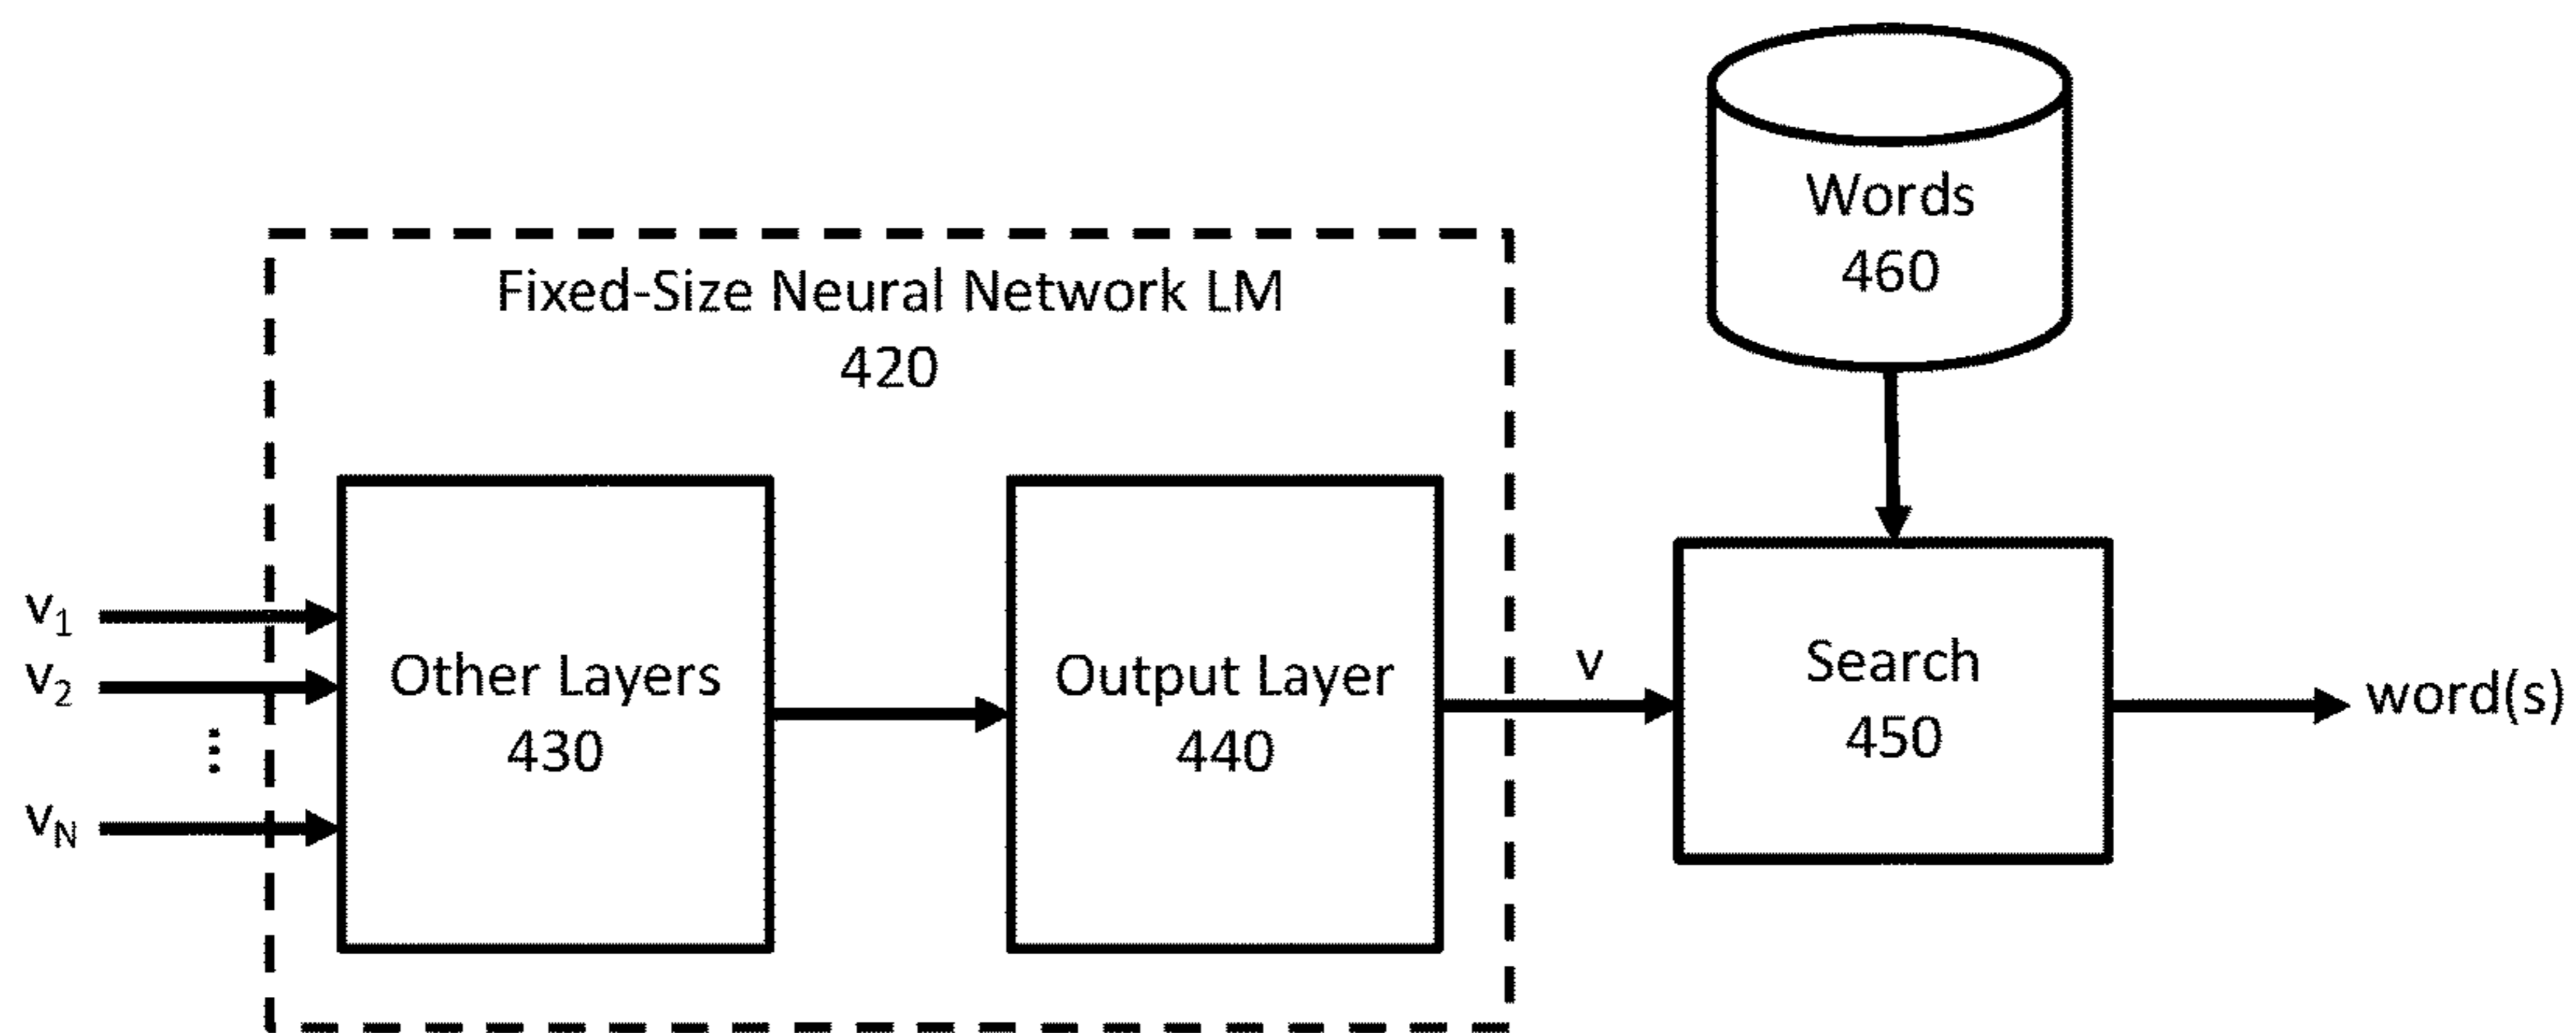 Words
460
Fixed-Size Neural Network LM
420
v1
v2
...
vN
Other Layers
430
Output Layer
440
v
Search
450
word(s)